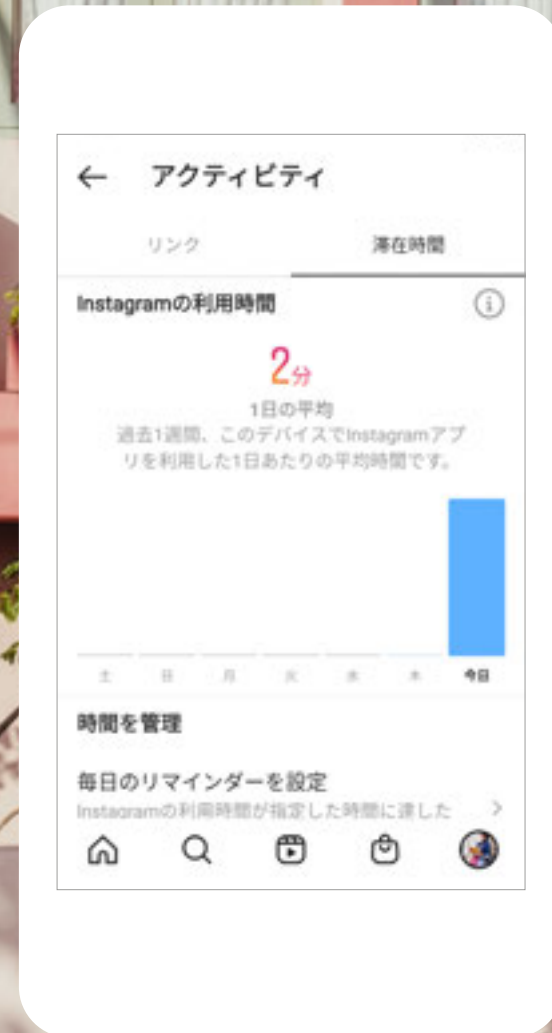 アクティビティ
リンク 滞在時間
Instagramの利用時間
2分
1日の平均
過去1週間、このデバイスでInstagramアプ
リを利用した1日あたりの平均時間です。
土 日 月 火 水 木 今日
時間を管理
毎日のリマインダーを設定
Instagramの利用時間が指定した時間に達した